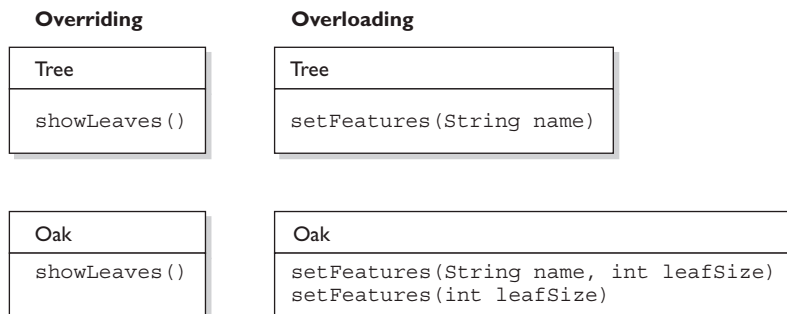 Overriding
Overloading
Tree
showLeaves()
Tree
setFeatures(String name)
Oak
showLeaves()
Oak
setFeatures(String name, int leafSize)
setFeatures(int leafSize)